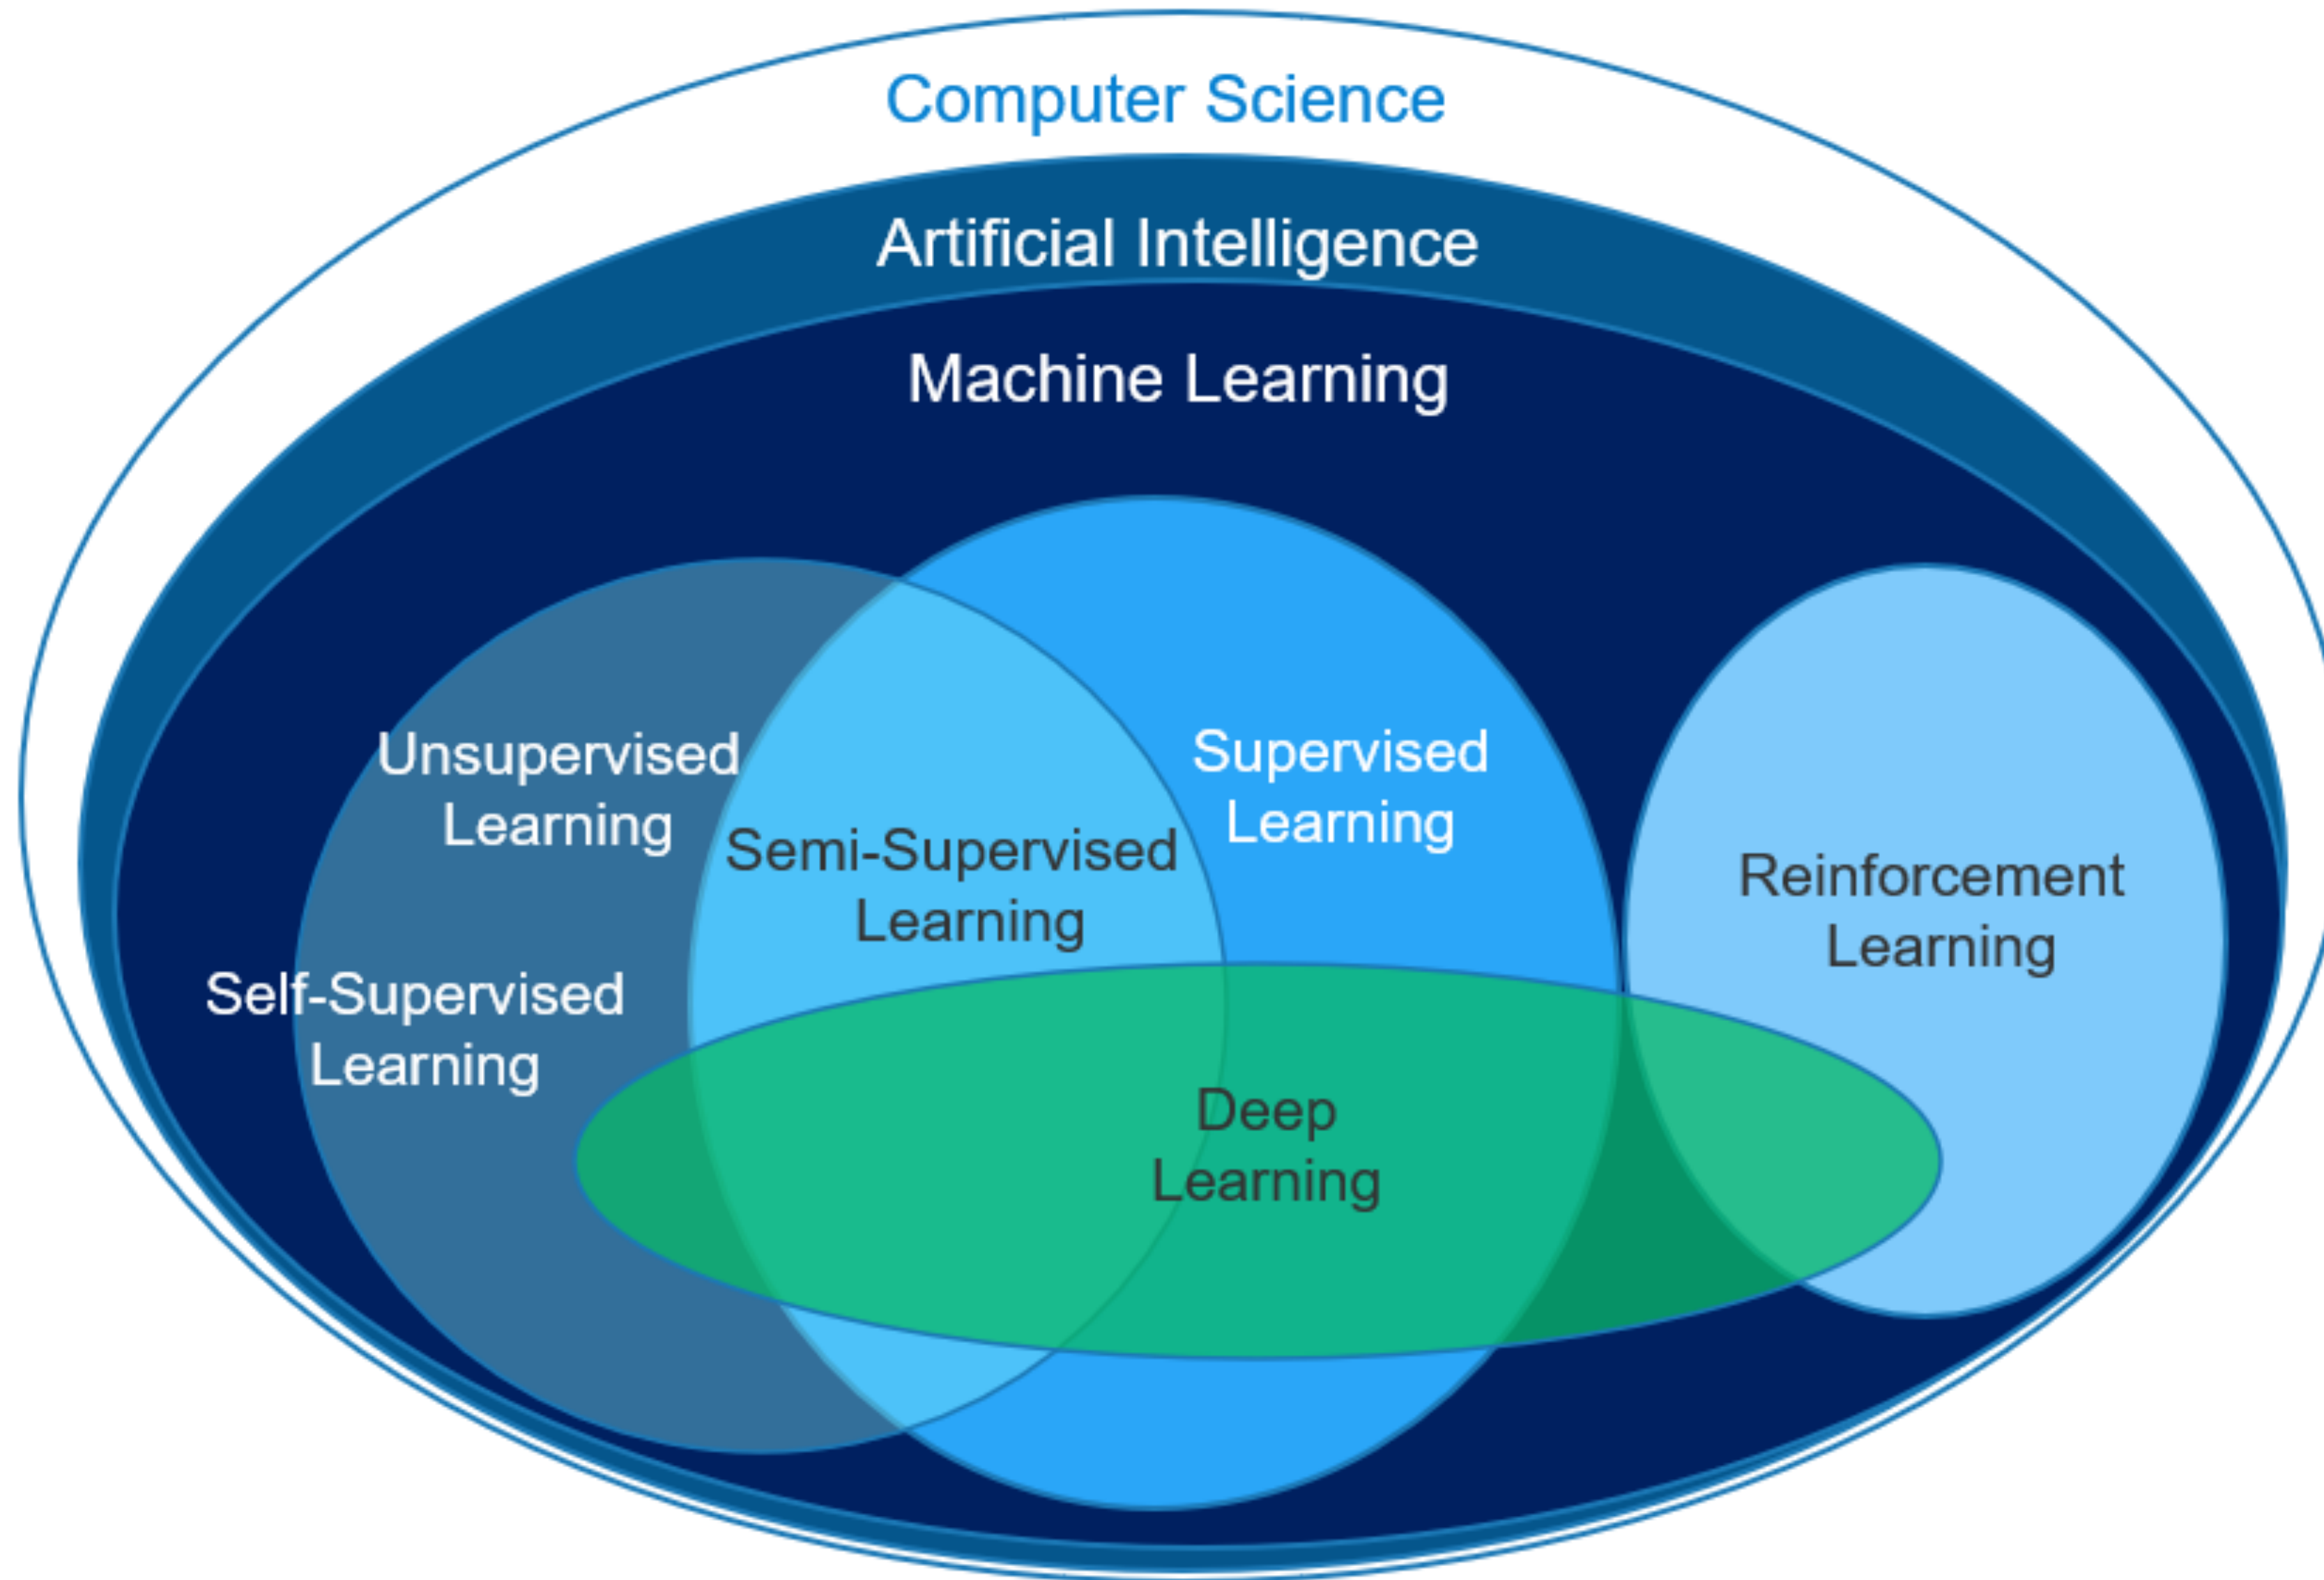 Computer Science
Artificial Intelligence
Machine Learning
Unsupervised
Learning
Supervised
Learning
Semi-Supervised
Learning
Reinforcement
Learning
Self-Supervised
Learning
Deep
Learning